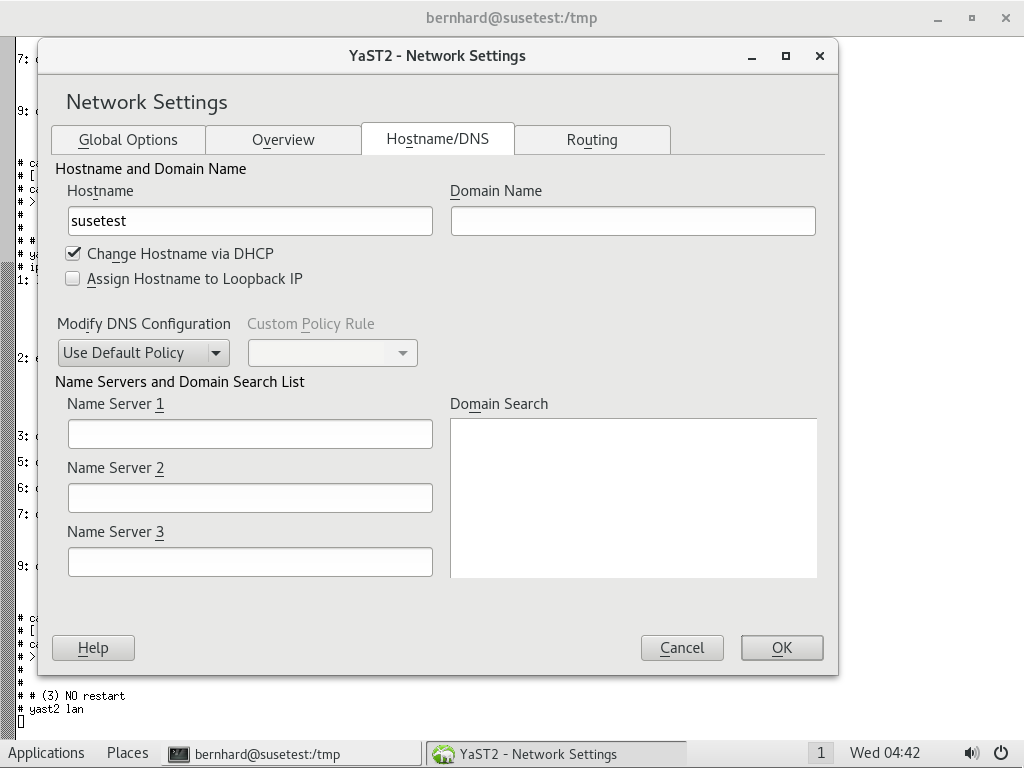 bernhard@susetest:/tmp
YaST2 - Network Settings
Network Settings
Global Options
Overview
Hostname/DNS
Routing
Hostname and Domain Name
Hostname
Domain Name
susetest
Change Hostname via DHCP
Assign Hostname to Loopback IP
Modify DNS Configuration
Custom Policy Rule
Use Default Policy
Name Servers and Domain Search List
Name Server 1
Domain Search
Name Server 2
Name Server 3
Help
Cancel
OK
7:
9:
#
# [
#
# >
#
#
# #
#
#
1:
2:
3:
5:
6:
7:
9:
#
# [
#
# >
#
#
# # (3) NO restart
# yast2 lan
Applications
Places
bernhard@susetest:/tmp
YaST2 - Network Settings
1
Wed 04:42